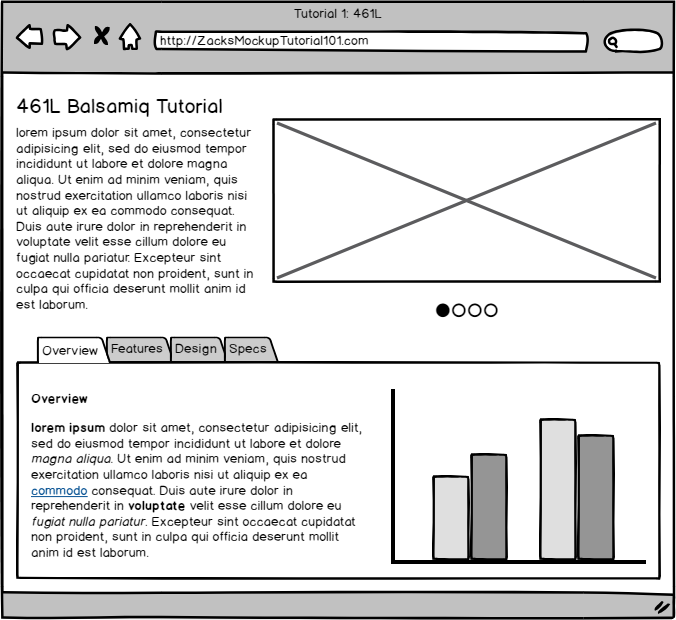 Tutorial 1: 461L
http://ZacksMockupTutorial101.com
461L Balsamiq Tutorial
lorem ipsum dolor sit amet, consectetur
adipisicing elit, sed do eiusmod tempor
incididunt ut labore et dolore magna
aliqua. Ut enim ad minim veniam, quis
nostrud exercitation ullamco laboris nisi
ut aliquip ex ea commodo consequat.
Duis aute irure dolor in reprehenderit in
voluptate velit esse cillum dolore eu
fugiat nulla pariatur. Excepteur sint
occaecat cupidatat non proident, sunt in
culpa qui officia deserunt mollit anim id
est laborum.
Overview Features Design Specs
Overview
lorem ipsum dolor sit amet, consectetur adipisicing elit,
sed do eiusmod tempor incididunt ut labore et dolore
magna aliqua. Ut enim ad minim veniam, quis nostrud
exercitation ullamco laboris nisi ut aliquip ex ea
commodo consequat. Duis aute irure dolor in
reprehenderit in voluptate velit esse cillum dolore eu
fugiat nulla pariatur. Excepteur sint occaecat cupidatat
non proident, sunt in culpa qui officia deserunt mollit
anim id est laborum.